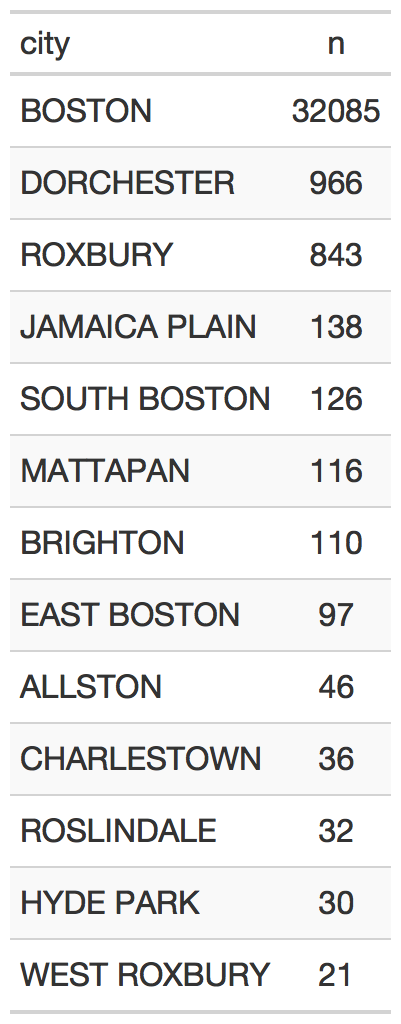 city n
BOSTON 32085
DORCHESTER 966
ROXBURY 843
JAMAICA PLAIN 138
SOUTH BOSTON 126
MATTAPAN 116
BRIGHTON 110
EAST BOSTON 97
ALLSTON 46
CHARLESTOWN 36
ROSLINDALE 32
HYDE PARK 30
WEST ROXBURY 21